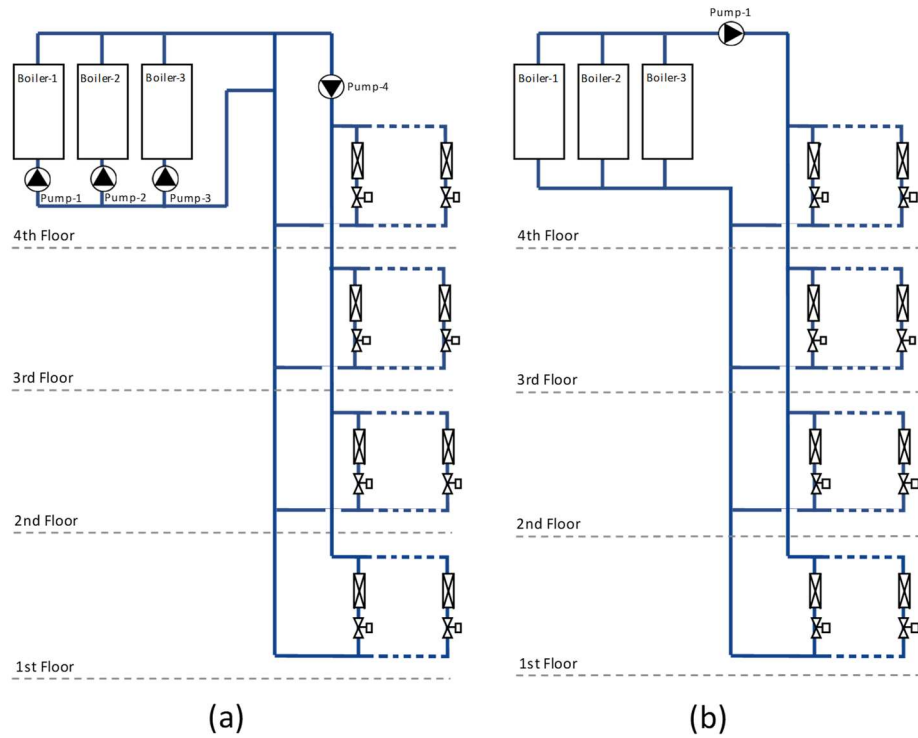 Boiler-1
Boiler-2
Boiler-3
Pump-4
Pump-1
Pump-2
Pump-3
4th Floor
3rd Floor
2nd Floor
1st Floor
(a)
Pump-1
Boiler-1
Boiler-2
Boiler-3
4th Floor
3rd Floor
2nd Floor
1st Floor
(b)